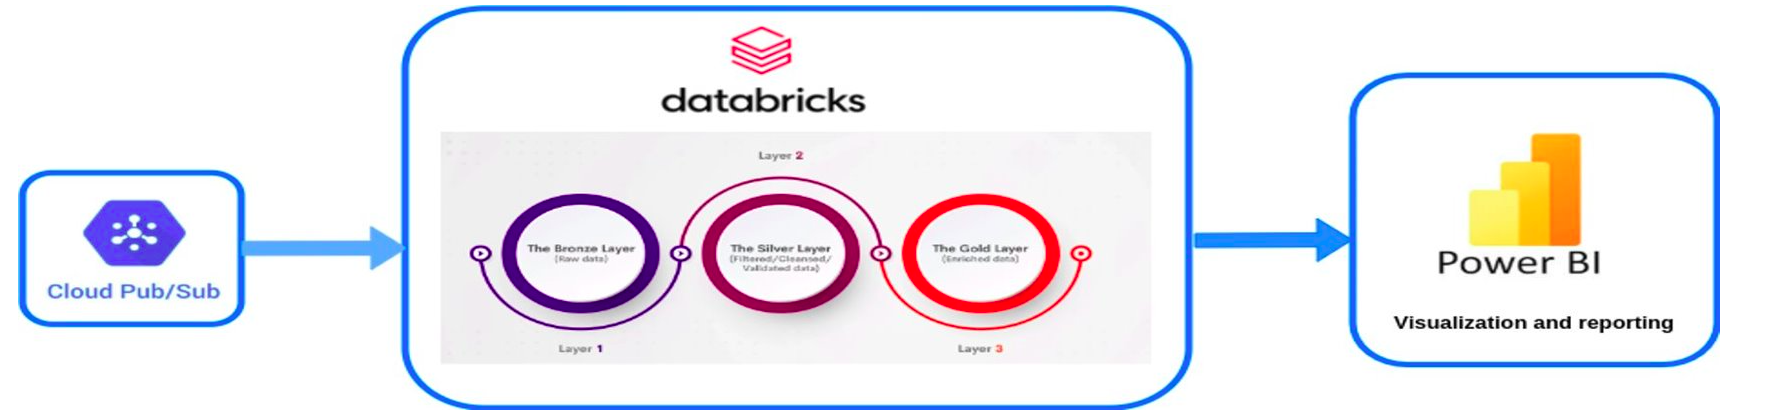 Cloud Pub/Sub
databricks
Layer 2
The Bronze Layer
(Raw data)
The Silver Layer
(Filtered/Cleansed/
Validated data)
The Gold Layer
(Enriched data)
Layer 1
Layer 3
Power BI
Visualization and reporting